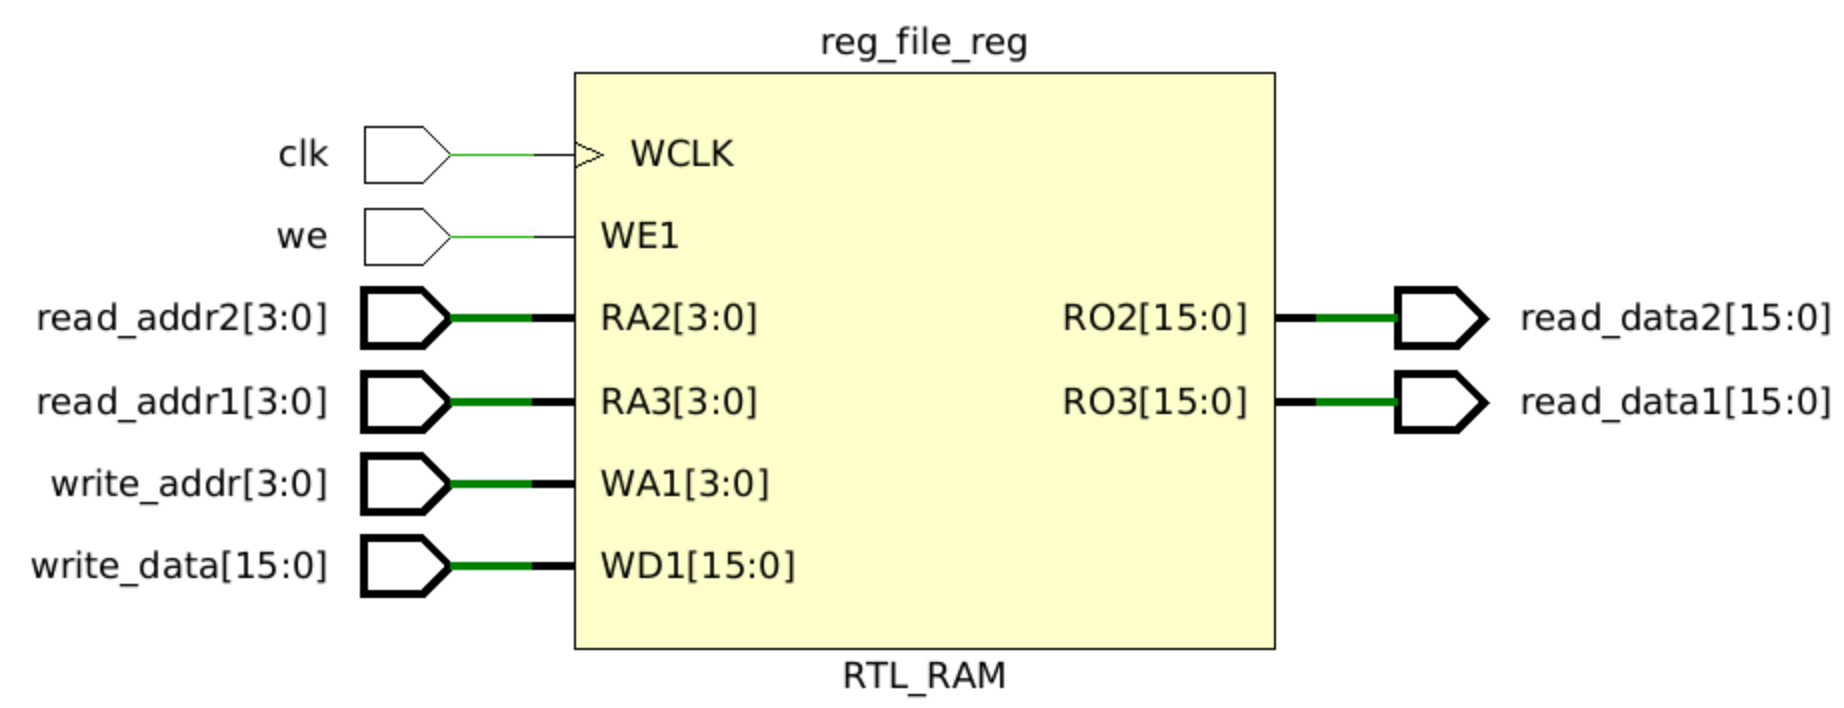 reg_file_reg
clk
WCLK
we
WE1
read_addr2[3:0]
RA2[3:0]
RO2[15:0]
read_data2[15:0]
read_addr1[3:0]
RA3[3:0]
RO3[15:0]
read_data1[15:0]
write_addr[3:0]
WA1[3:0]
write_data[15:0]
WD1[15:0]
RTL_RAM